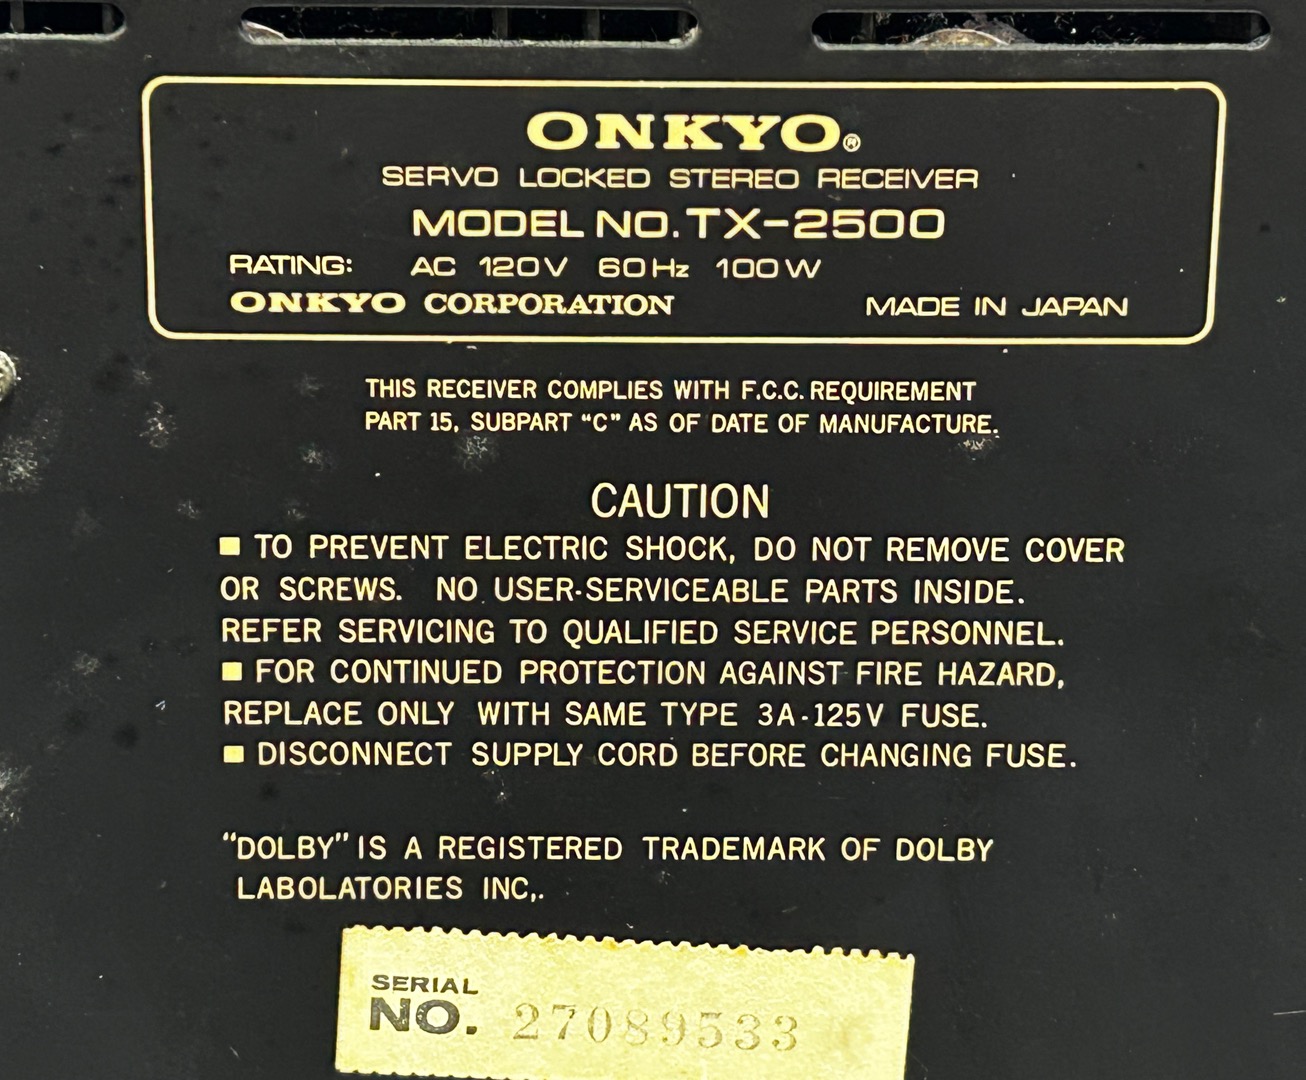 ONKYO®
SERVO LOCKED STEREO RECEIVER
MODEL NO. TX-2500
RATING: AC 120V 60Hz 100W
ONKYO CORPORATION MADE IN JAPAN
THIS RECEIVER COMPLIES WITH F.C.C. REQUIREMENT
PART 15, SUBPART "C" AS OF DATE OF MANUFACTURE.
CAUTION
■ TO PREVENT ELECTRIC SHOCK, DO NOT REMOVE COVER
OR SCREWS. NO USER-SERVICEABLE PARTS INSIDE.
REFER SERVICING TO QUALIFIED SERVICE PERSONNEL.
■ FOR CONTINUED PROTECTION AGAINST FIRE HAZARD,
REPLACE ONLY WITH SAME TYPE 3A-125V FUSE.
■ DISCONNECT SUPPLY CORD BEFORE CHANGING FUSE.
"DOLBY" IS A REGISTERED TRADEMARK OF DOLBY
LABOLATORIES INC,.
SERIAL
NO. 27089533